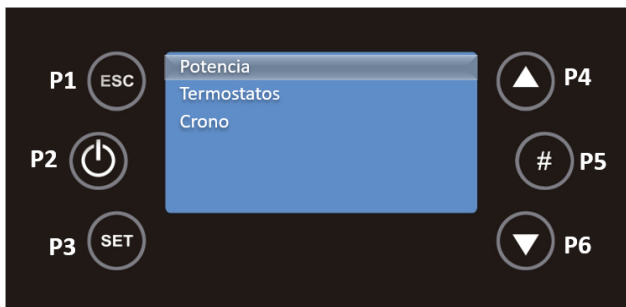 P1 ESC
P2
P3 SET
Potencia
Termostatos
Crono
P4
# P5
P6